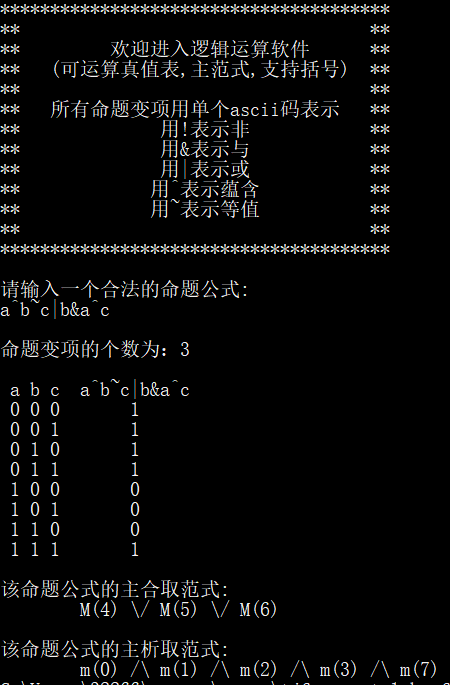 ***************************************
** **
** 欢迎进入逻辑运算软件 **
** (可运算真值表,主范式,支持括号) **
** **
** 所有命题变项用单个ascii码表示 **
** 用!表示非 **
** 用&表示与 **
** 用|表示或 **
** 用^表示蕴含 **
** 用~表示等值 **
** **
***************************************
请输入一个合法的命题公式:
a^b~c|b&a^c
命题变项的个数为：3
a b c a^b~c|b&a^c
0 0 0 1
0 0 1 1
0 1 0 1
0 1 1 1
1 0 0 0
1 0 1 0
1 1 0 0
1 1 1 1
该命题公式的主合取范式:
M(4) \/ M(5) \/ M(6)
该命题公式的主析取范式:
m(0) /\ m(1) /\ m(2) /\ m(3) /\ m(7)